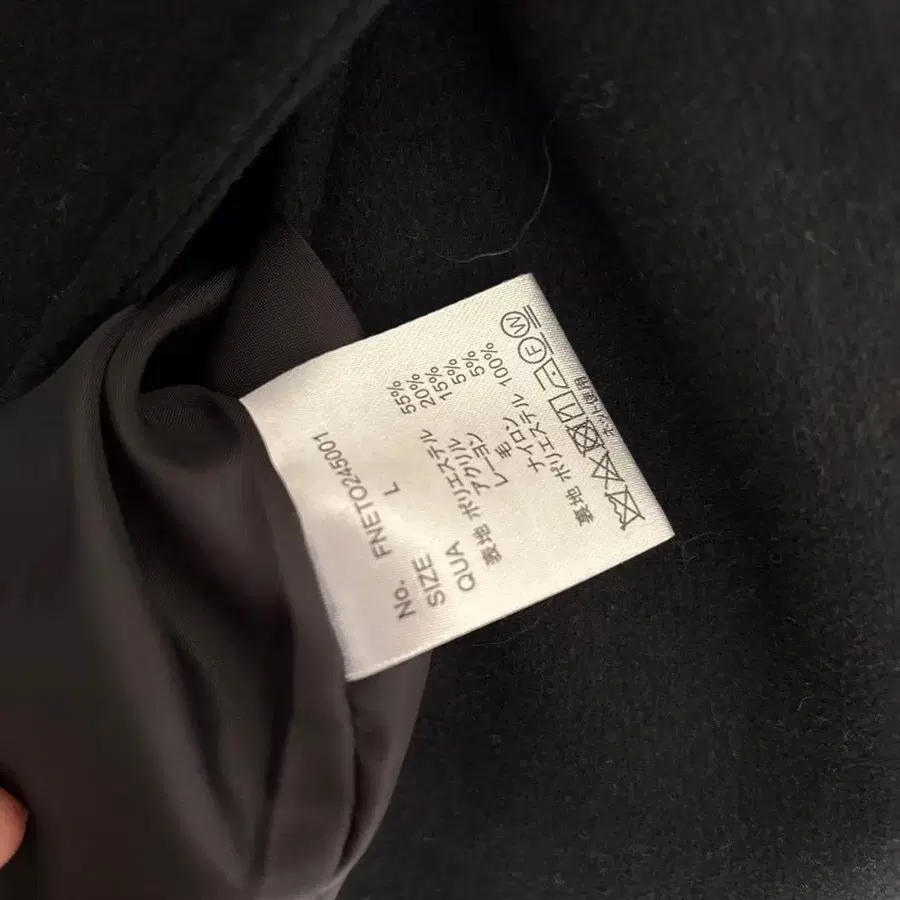 No. FNETO245001
SIZE L
QUA
表地 ポリエステル 55%
アクリル 20%
レーヨン 15%
毛 5%
ナイロン 5%
裏地 ポリエステル 100%
F W
ネット使用